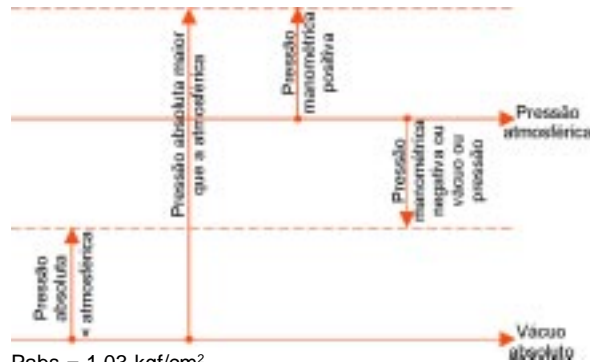 Pressão
manométrica
positiva
Pressão absoluta maior
que a atmosférica
Pressão
atmosférica
Pressão
manométrica
negativa ou
vácuo ou
pressão
Pressão
absoluta
< atmosférica
Vácuo
absoluto
Pabs = 1,03 kgf/cm²